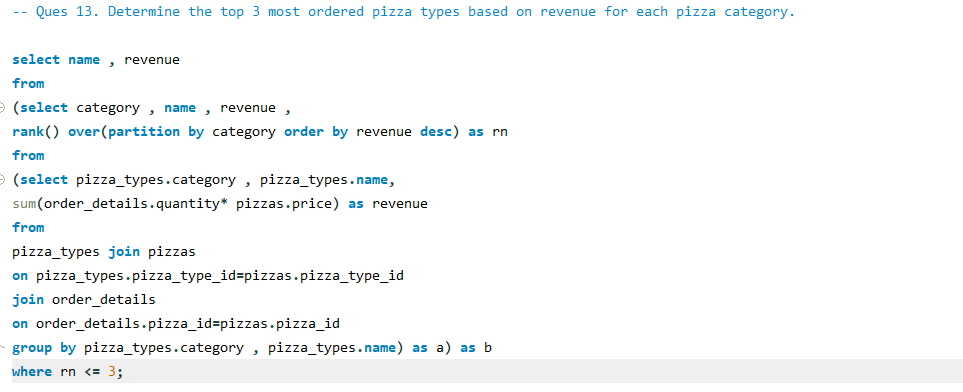 -- Ques 13. Determine the top 3 most ordered pizza types based on revenue for each pizza category.
select name , revenue
from
(select category , name , revenue ,
rank() over(partition by category order by revenue desc) as rn
from
(select pizza_types.category , pizza_types.name,
sum(order_details.quantity* pizzas.price) as revenue
from
pizza_types join pizzas
on pizza_types.pizza_type_id=pizzas.pizza_type_id
join order_details
on order_details.pizza_id=pizzas.pizza_id
group by pizza_types.category , pizza_types.name) as a) as b
where rn <= 3;